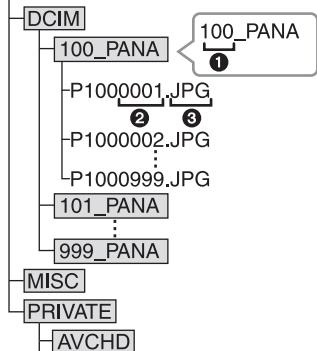 DCIM
100_PANA
100_PANA
❶
P1000001.JPG
❷ ❸
P1000002.JPG
P1000999.JPG
101_PANA
999_PANA
MISC
PRIVATE
AVCHD